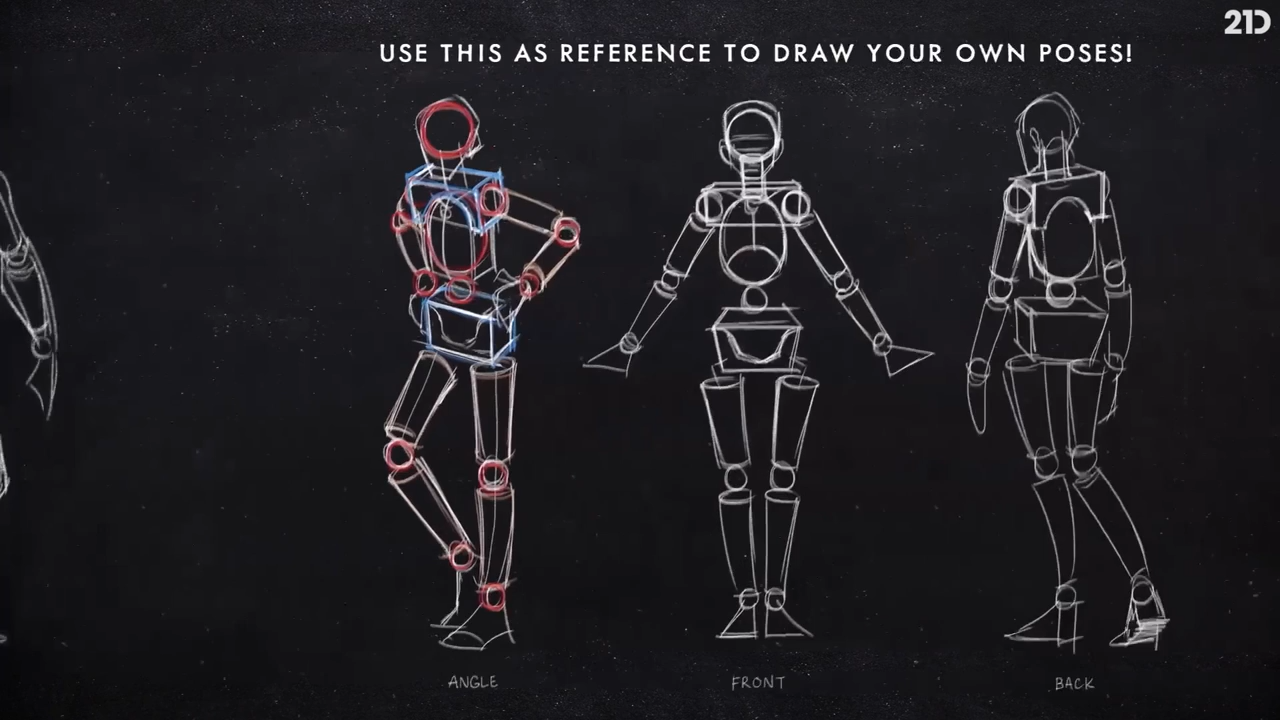 21D
USE THIS AS REFERENCE TO DRAW YOUR OWN POSES!
ANGLE
FRONT
BACK